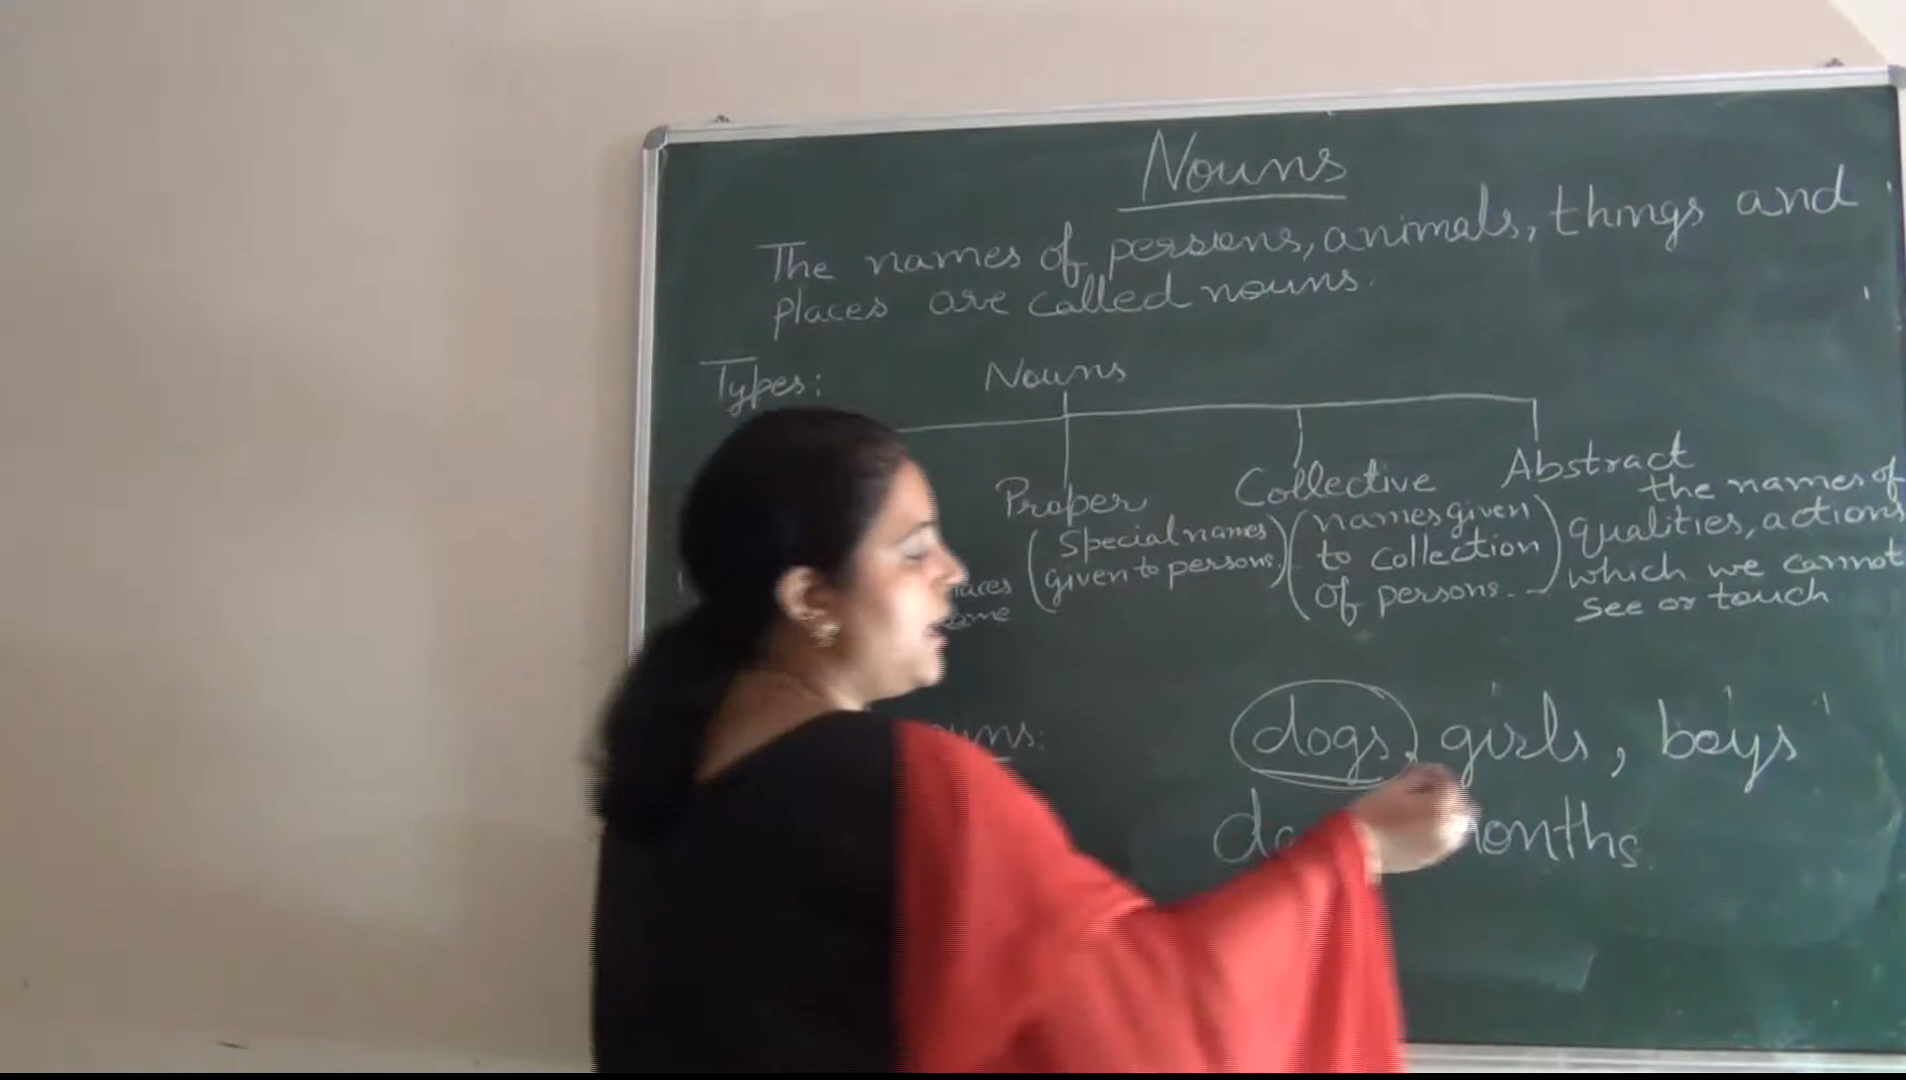 Nouns
The names of persons, animals, things and
places are called nouns.
Types:
Nouns
Proper
(Special names
given to persons.)
Collective
(names given
to collection
of persons.)
Abstract
the names of
qualities, actions
which we cannot
see or touch
dogs, girls, boys
months.